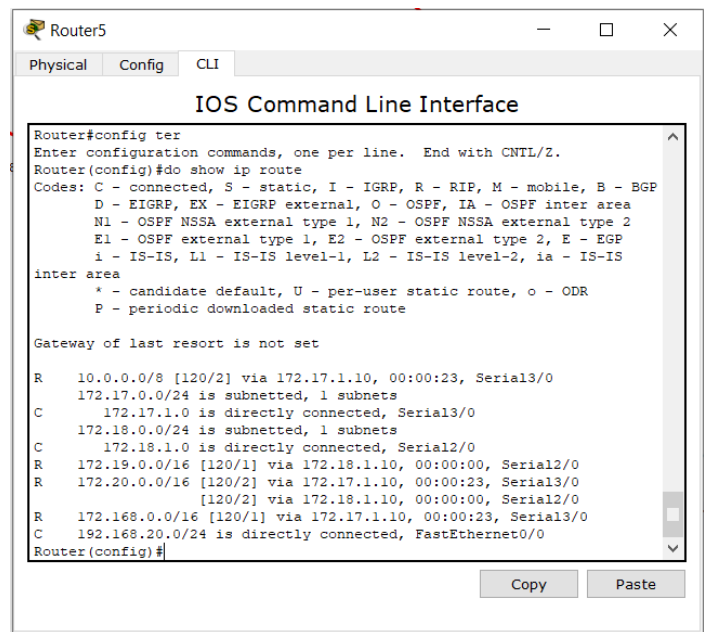 Router5
Physical Config CLI
IOS Command Line Interface
Router#config ter
Enter configuration commands, one per line.  End with CNTL/Z.
Router(config)#do show ip route
Codes: C - connected, S - static, I - IGRP, R - RIP, M - mobile, B - BGP
       D - EIGRP, EX - EIGRP external, O - OSPF, IA - OSPF inter area
       N1 - OSPF NSSA external type 1, N2 - OSPF NSSA external type 2
       E1 - OSPF external type 1, E2 - OSPF external type 2, E - EGP
       i - IS-IS, L1 - IS-IS level-1, L2 - IS-IS level-2, ia - IS-IS
inter area
       * - candidate default, U - per-user static route, o - ODR
       P - periodic downloaded static route
Gateway of last resort is not set
R    10.0.0.0/8 [120/2] via 172.17.1.10, 00:00:23, Serial3/0
     172.17.0.0/24 is subnetted, 1 subnets
C       172.17.1.0 is directly connected, Serial3/0
     172.18.0.0/24 is subnetted, 1 subnets
C       172.18.1.0 is directly connected, Serial2/0
R    172.19.0.0/16 [120/1] via 172.18.1.10, 00:00:00, Serial2/0
R    172.20.0.0/16 [120/2] via 172.17.1.10, 00:00:23, Serial3/0
                   [120/2] via 172.18.1.10, 00:00:00, Serial2/0
R    172.168.0.0/16 [120/1] via 172.17.1.10, 00:00:23, Serial3/0
C    192.168.20.0/24 is directly connected, FastEthernet0/0
Router(config)#
Copy Paste